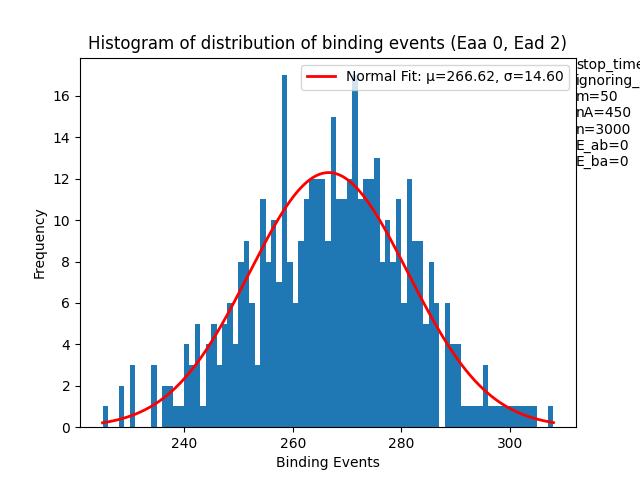 Histogram of distribution of binding events (Eaa 0, Ead 2)
Normal Fit: μ=266.62, σ=14.60
stop_time
ignoring_
m=50
nA=450
n=3000
E_ab=0
E_ba=0
Frequency
16
14
12
10
8
6
4
2
0
240
260
280
300
Binding Events